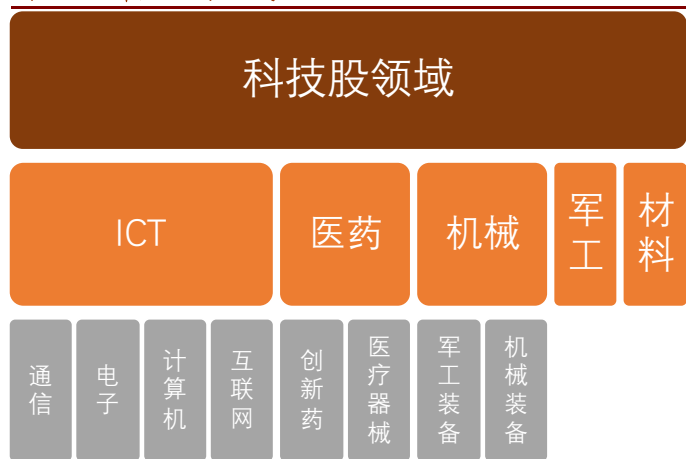 科技股领域
ICT
医药
机械
军工
材料
通信
电子
计算机
互联网
创新药
医疗器械
军工装备
机械装备